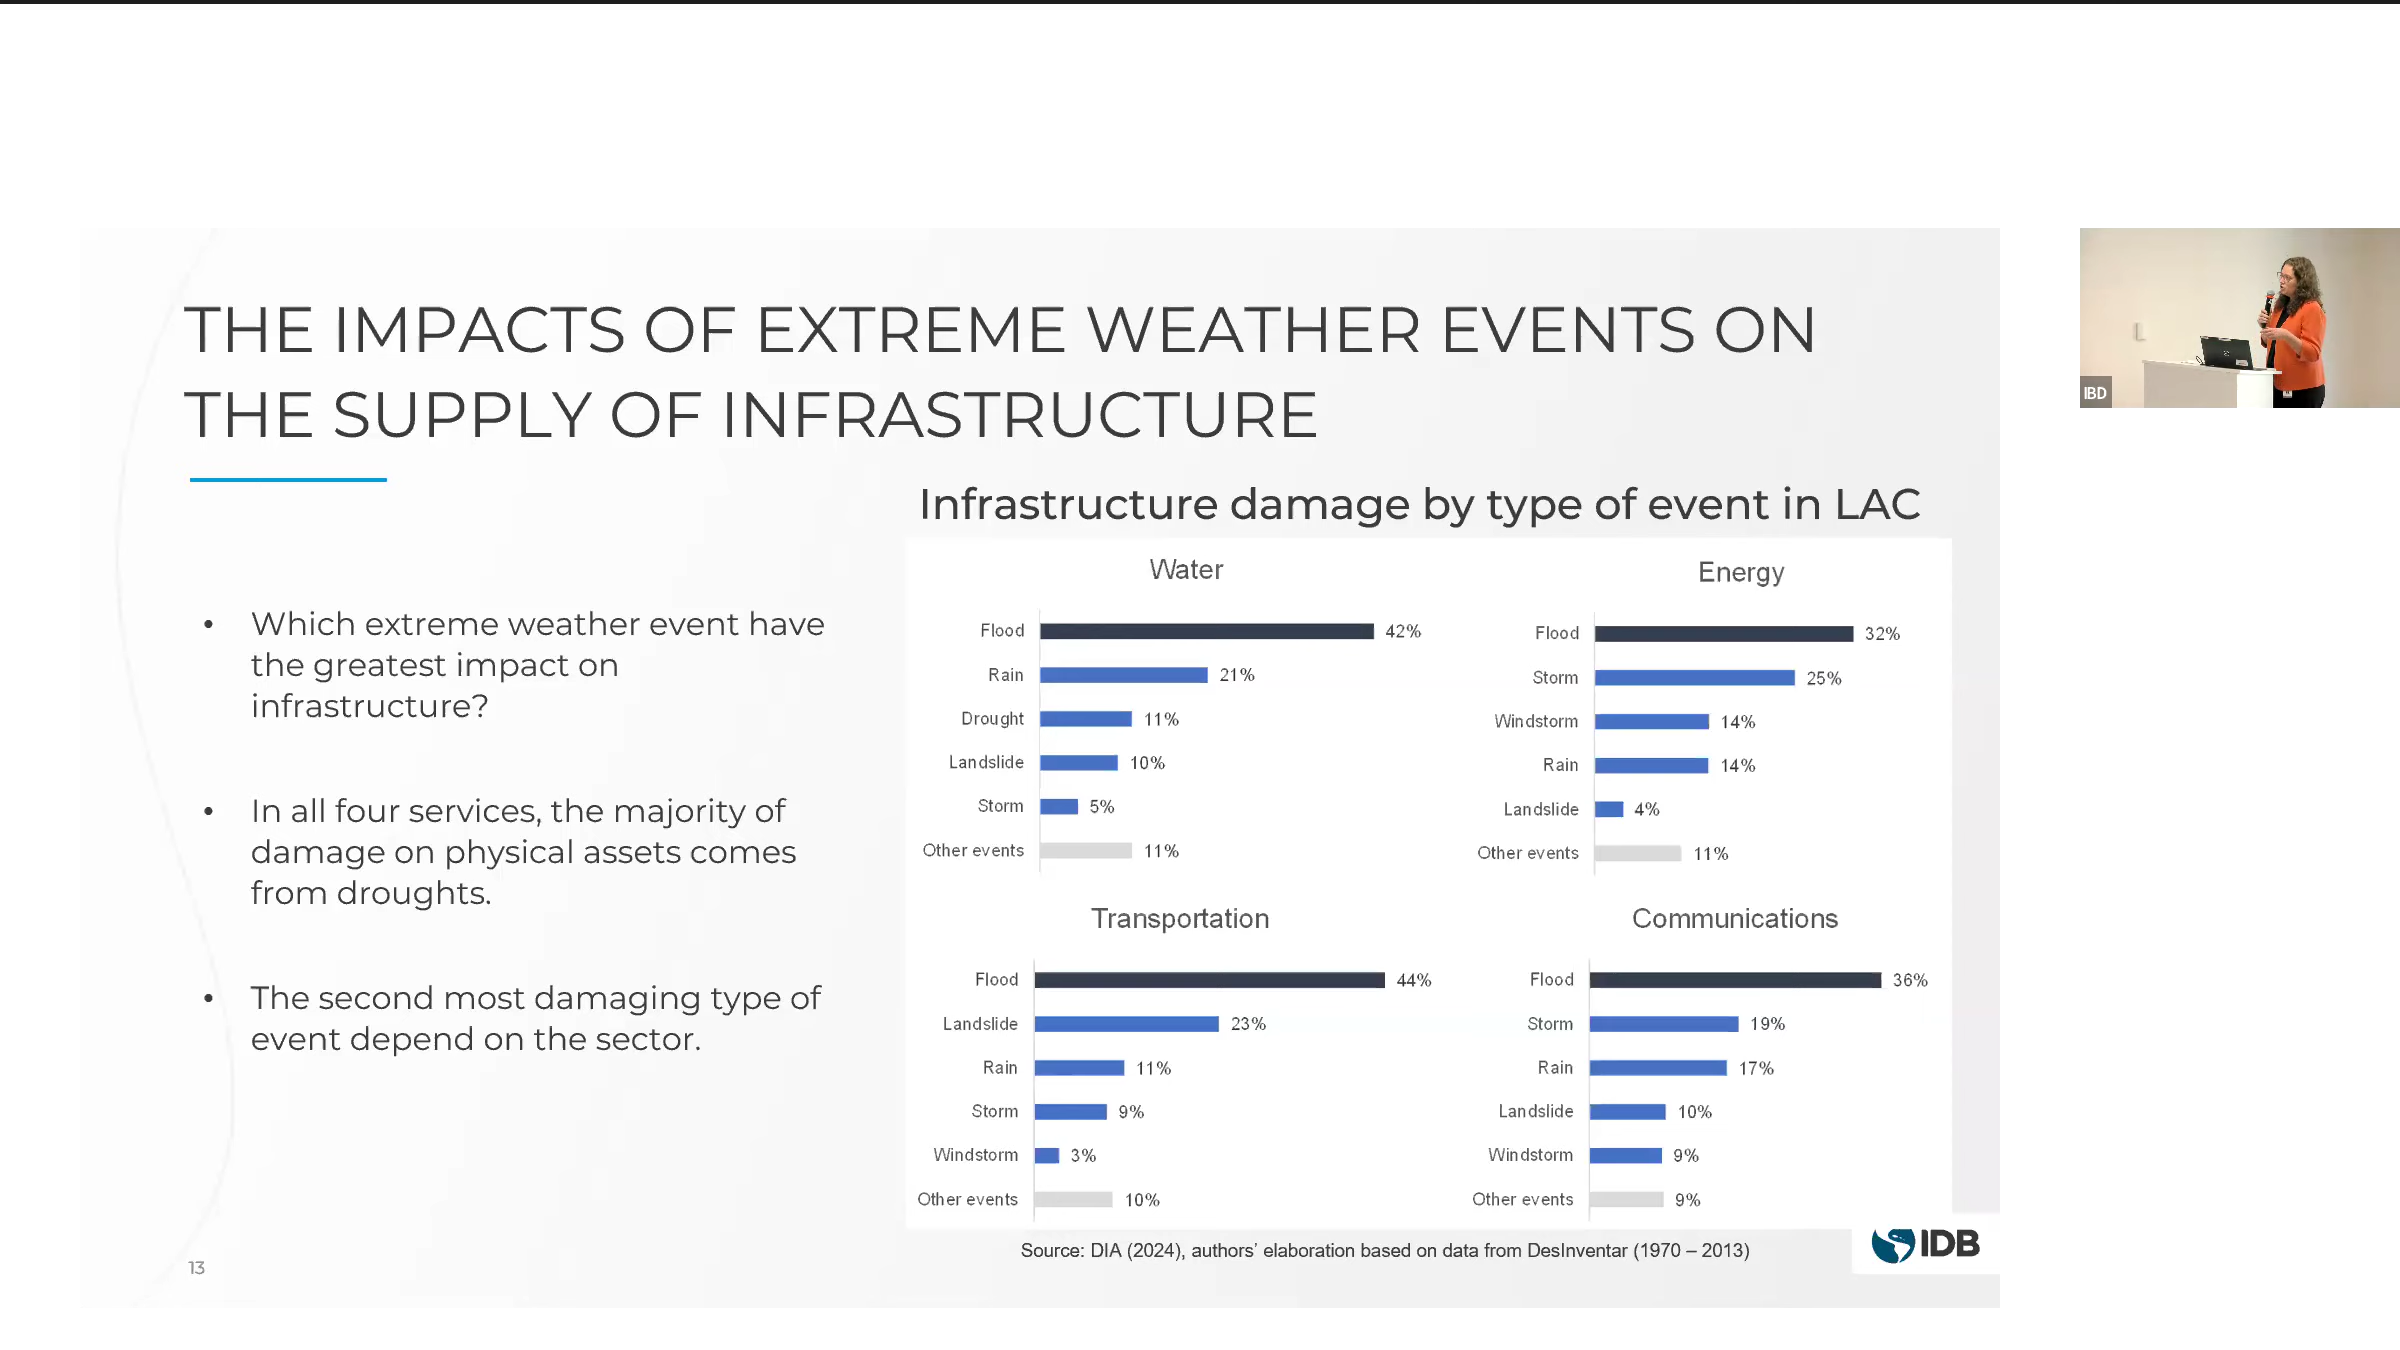 THE IMPACTS OF EXTREME WEATHER EVENTS ON
THE SUPPLY OF INFRASTRUCTURE
• Which extreme weather event have
the greatest impact on
infrastructure?
• In all four services, the majority of
damage on physical assets comes
from droughts.
• The second most damaging type of
event depend on the sector.
13
Infrastructure damage by type of event in LAC
Water
Flood 42%
Rain 21%
Drought 11%
Landslide 10%
Storm 5%
Other events 11%
Energy
Flood 32%
Storm 25%
Windstorm 14%
Rain 14%
Landslide 4%
Other events 11%
Transportation
Flood 44%
Landslide 23%
Rain 11%
Storm 9%
Windstorm 3%
Other events 10%
Communications
Flood 36%
Storm 19%
Rain 17%
Landslide 10%
Windstorm 9%
Other events 9%
Source: DIA (2024), authors’ elaboration based on data from DesInventar (1970 – 2013)
IDB
IBD